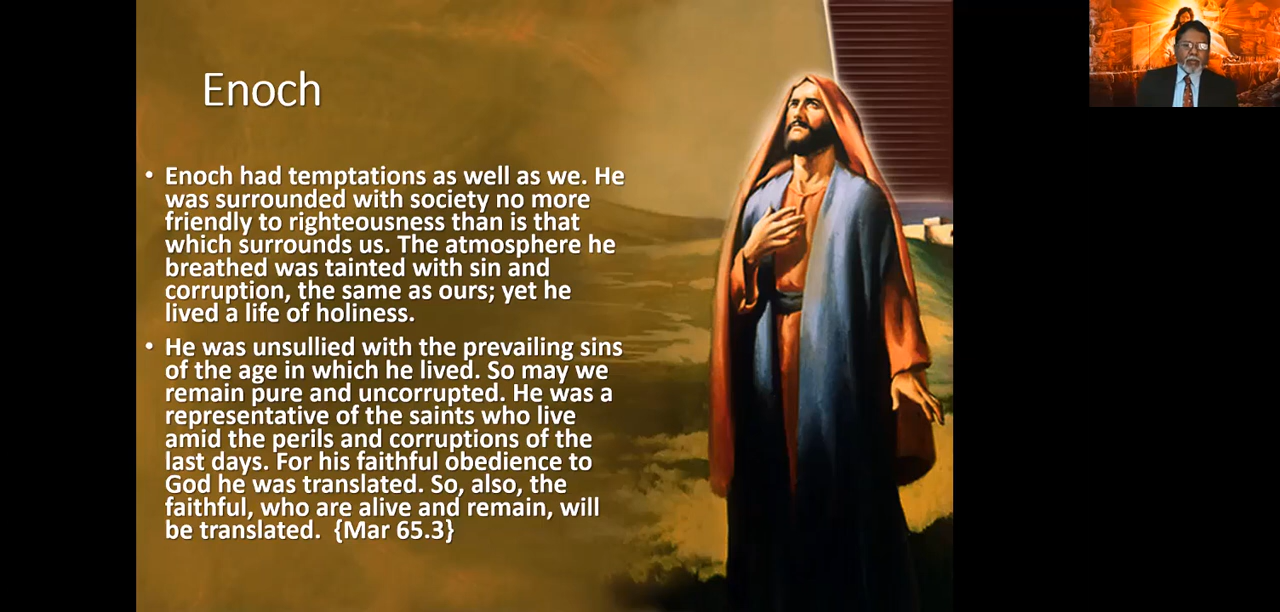 Enoch
• Enoch had temptations as well as we. He
was surrounded with society no more
friendly to righteousness than is that
which surrounds us. The atmosphere he
breathed was tainted with sin and
corruption, the same as ours; yet he
lived a life of holiness.
• He was unsullied with the prevailing sins
of the age in which he lived. So may we
remain pure and uncorrupted. He was a
representative of the saints who live
amid the perils and corruptions of the
last days. For his faithful obedience to
God he was translated. So, also, the
faithful, who are alive and remain, will
be translated.  {Mar 65.3}